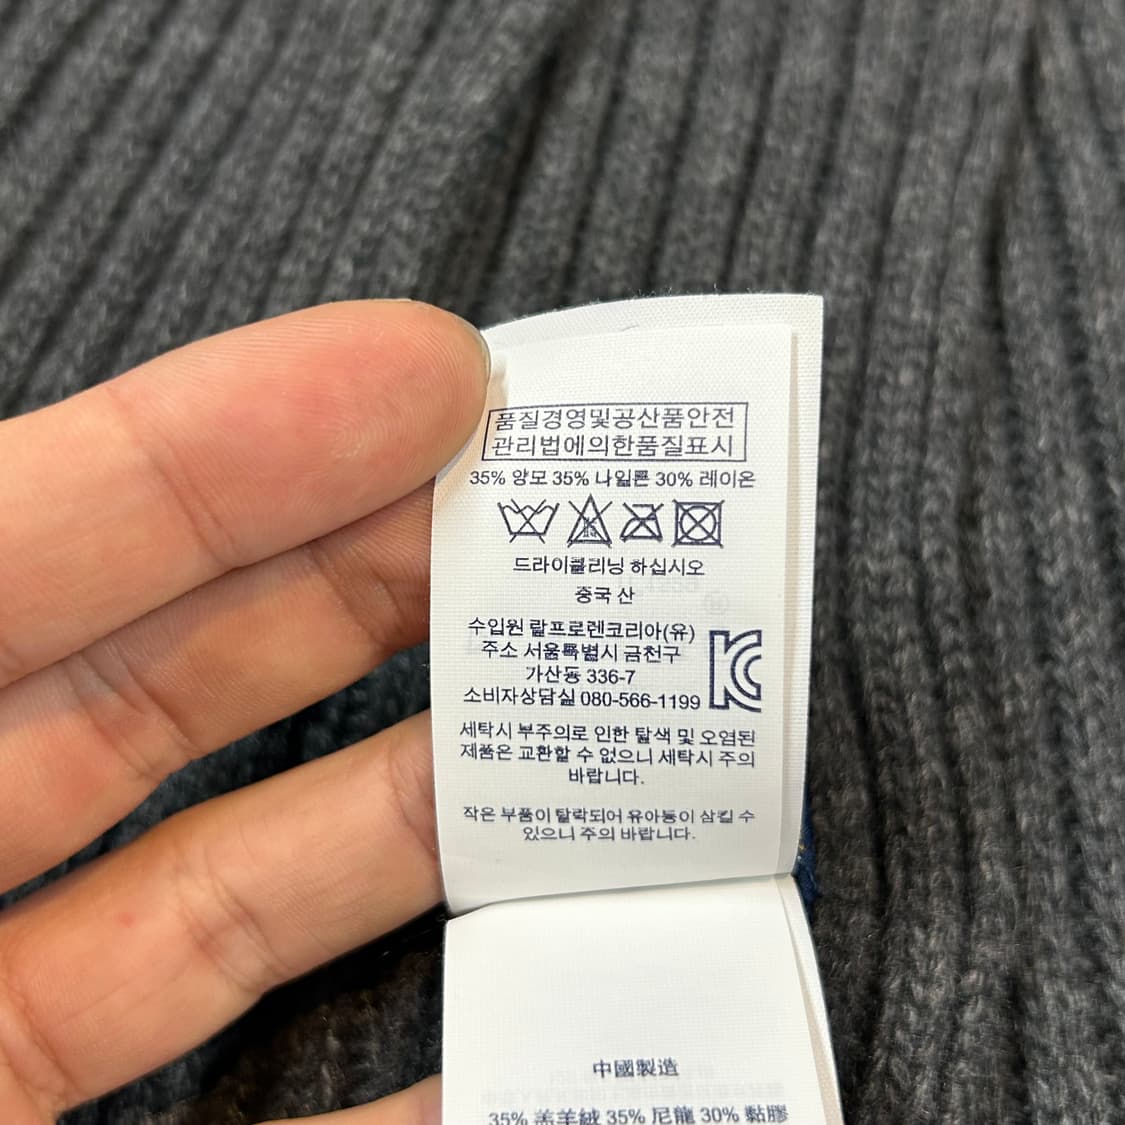 품질경영및공산품안전
관리법에의한품질표시
35% 양모 35% 나일론 30% 레이온
드라이클리닝 하십시오
중국 산
수입원 랄프로렌코리아(유)
주소 서울특별시 금천구
가산동 336-7
소비자상담실 080-566-1199
세탁시 부주의로 인한 탈색 및 오염된
제품은 교환할 수 없으니 세탁시 주의
바랍니다.
작은 부품이 탈락되어 유아등이 삼킬 수
있으니 주의 바랍니다.
中國製造
35% 羔羊絨 35% 尼龍 30% 黏膠